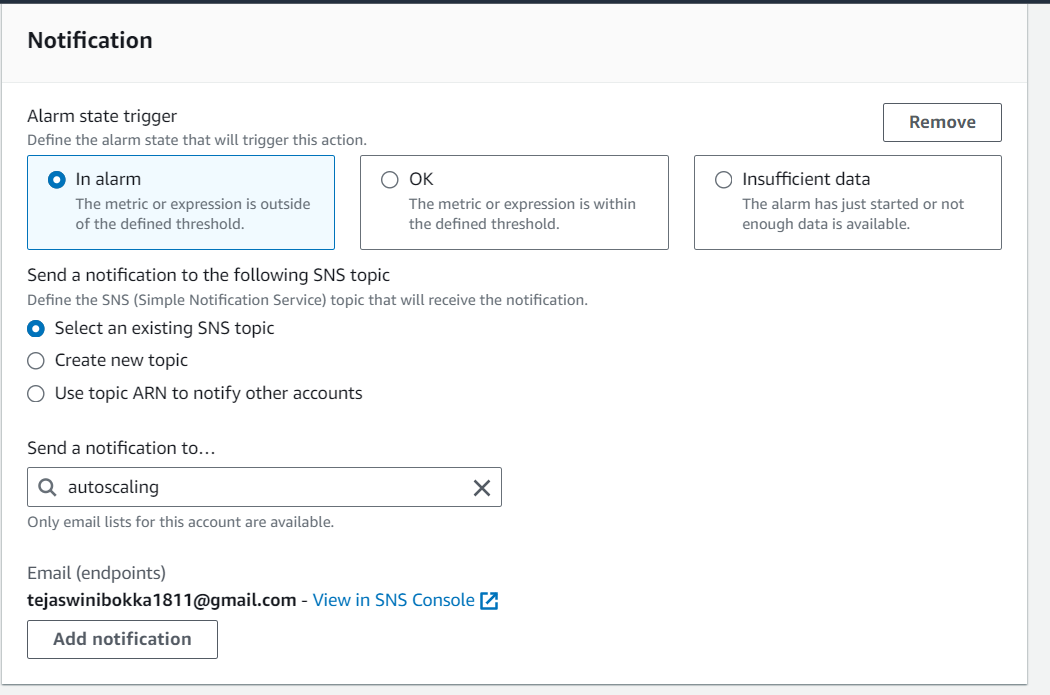 Notification
Alarm state trigger
Define the alarm state that will trigger this action.
Remove
In alarm
The metric or expression is outside
of the defined threshold.
OK
The metric or expression is within
the defined threshold.
Insufficient data
The alarm has just started or not
enough data is available.
Send a notification to the following SNS topic
Define the SNS (Simple Notification Service) topic that will receive the notification.
Select an existing SNS topic
Create new topic
Use topic ARN to notify other accounts
Send a notification to…
autoscaling
Only email lists for this account are available.
Email (endpoints)
tejaswinibokka1811@gmail.com - View in SNS Console
Add notification